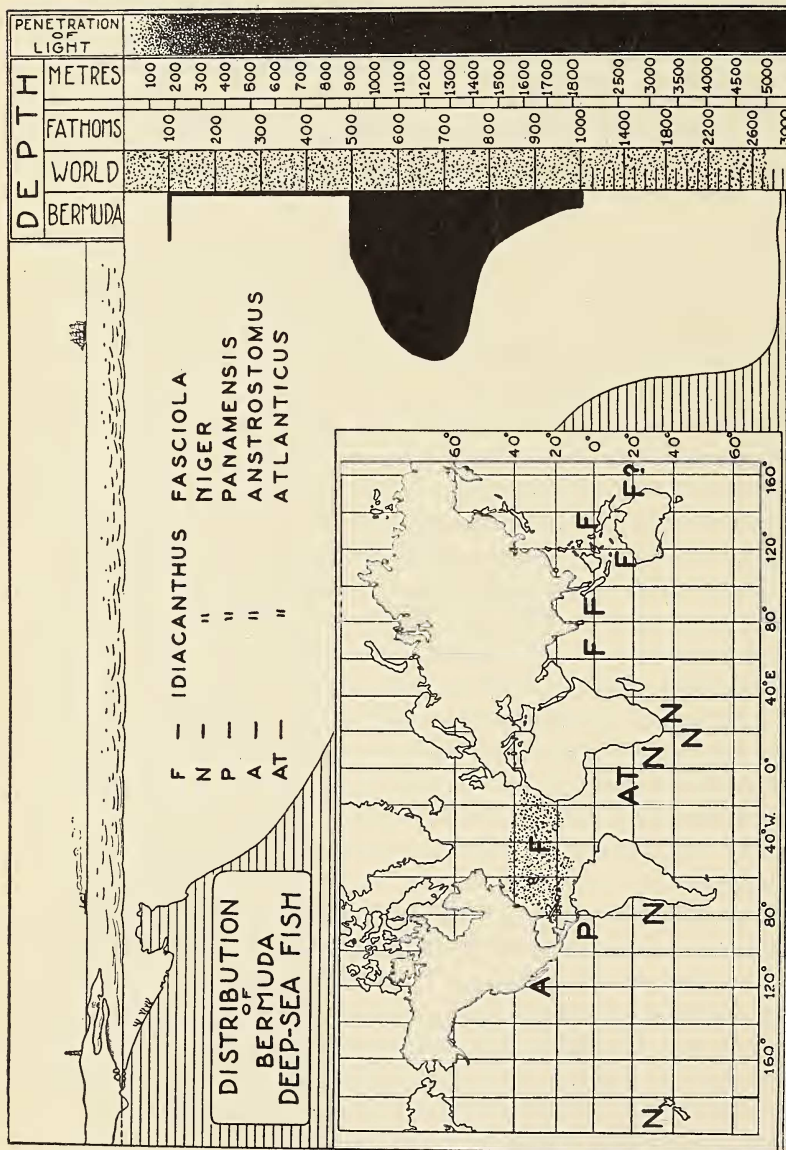 PENETRATION
OF
LIGHT
DEPTH
METRES
100 200 300 400 500 600 700 800 900 1000 1100 1200 1300 1400 1500 1600 1700 1800 2500 3000 3500 4000 4500 5000
FATHOMS
100 200 300 400 500 600 700 800 900 1000 1400 1800 2200 2600 3000
WORLD
BERMUDA
F — IDIACANTHUS FASCIOLA
N — " NIGER
P — " PANAMENSIS
A — " ANSTROSTOMUS
AT — " ATLANTICUS
DISTRIBUTION
OF
BERMUDA
DEEP-SEA FISH
60°
40°
20°
0°
20°
40°
60°
F
A
P
F
F
F
F
F?
AT
N
N
N
N
N
160° 120° 80° 40°W. 0° 40°E 80° 120° 160°